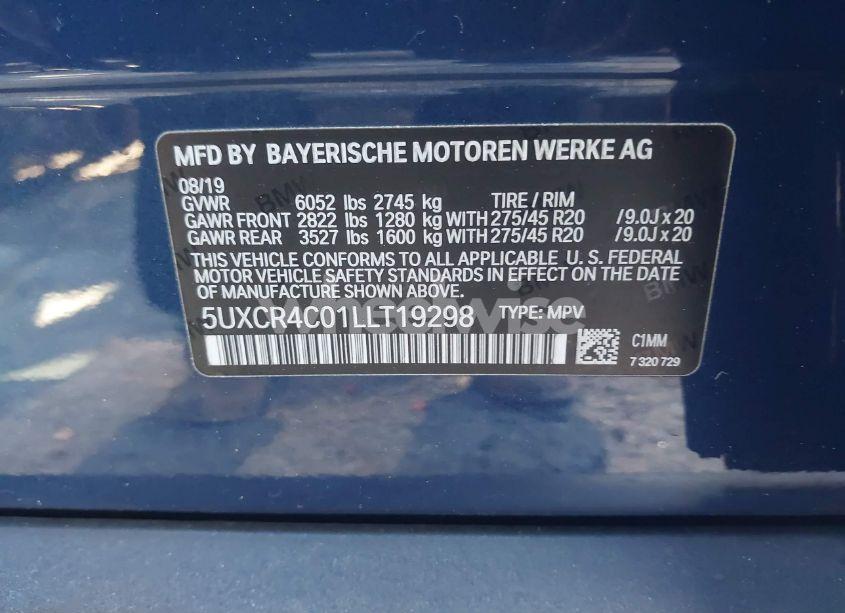 MFD BY BAYERISCHE MOTOREN WERKE AG
08/19
GVWR 6052 lbs 2745 kg TIRE / RIM
GAWR FRONT 2822 lbs 1280 kg WITH 275/45 R20 /9.0J x 20
GAWR REAR 3527 lbs 1600 kg WITH 275/45 R20 /9.0J x 20
THIS VEHICLE CONFORMS TO ALL APPLICABLE U. S. FEDERAL
MOTOR VEHICLE SAFETY STANDARDS IN EFFECT ON THE DATE
OF MANUFACTURE SHOWN ABOVE.
5UXCR4C01LLT19298 TYPE: MPV
C1MM
7 320 729